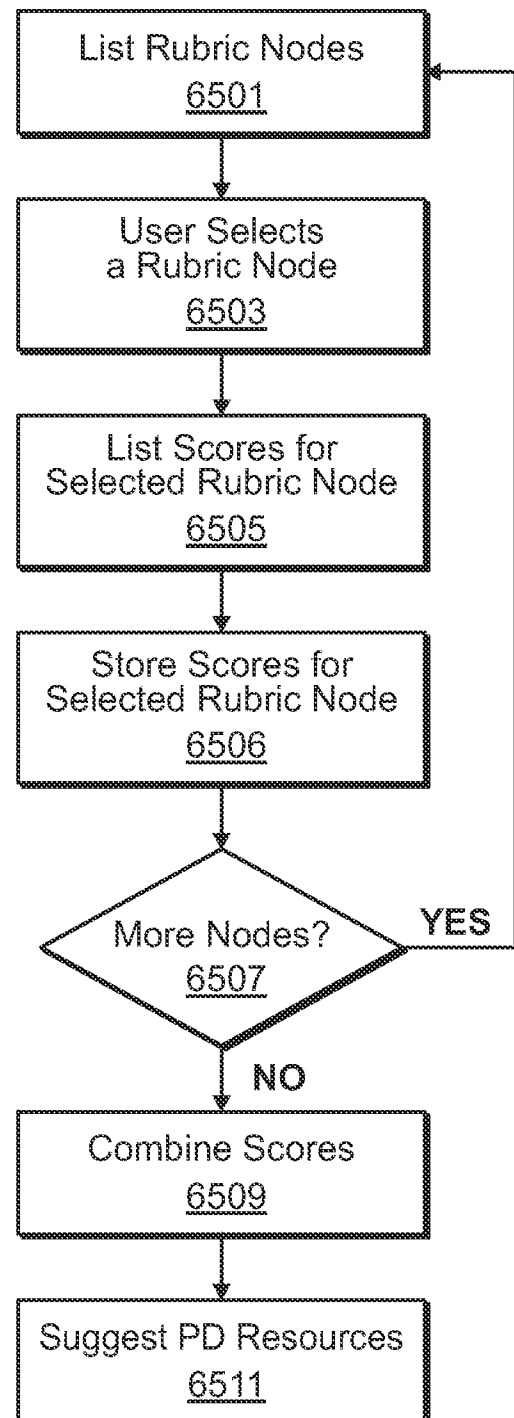 List Rubric Nodes
6501
User Selects
a Rubric Node
6503
List Scores for
Selected Rubric Node
6505
Store Scores for
Selected Rubric Node
6506
More Nodes?
6507
YES
NO
Combine Scores
6509
Suggest PD Resources
6511